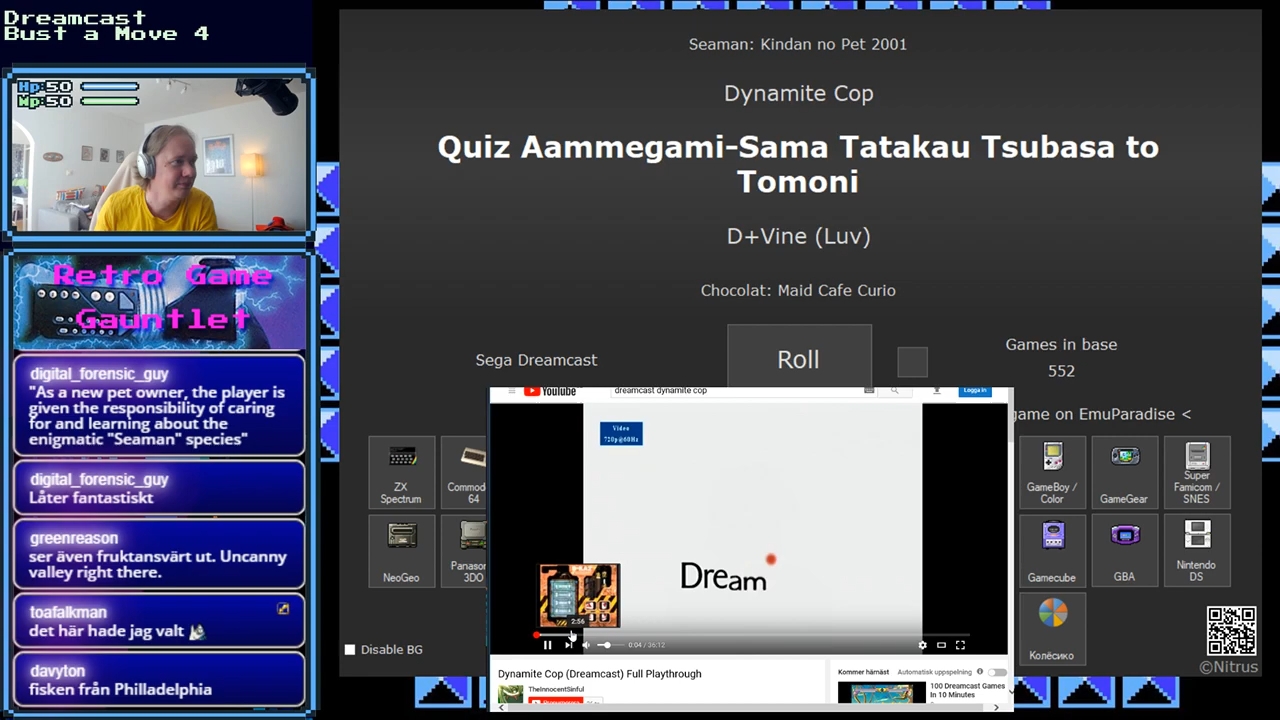 Dreamcast
Bust a Move 4
Hp:50
Mp:50
Retro Game
Gauntlet
digital_forensic_guy
"As a new pet owner, the player is
given the responsibility of caring
for and learning about the
enigmatic "Seaman" species"
digital_forensic_guy
Låter fantastiskt
greenreason
ser även fruktansvärt ut. Uncanny
valley right there.
toafalkman
det här hade jag valt
davyton
fisken från Philladelphia
Seaman: Kindan no Pet 2001
Dynamite Cop
Quiz Aammegami-Sama Tatakau Tsubasa to
Tomoni
D+Vine (Luv)
Chocolat: Maid Cafe Curio
Sega Dreamcast
Roll
Games in base
552
game on EmuParadise <
ZX
Spectrum
Commod
64
NeoGeo
Panason
3DO
GameBoy /
Color
GameGear
Super
Famicom /
SNES
Gamecube
GBA
Nintendo
DS
Колёсико
Disable BG
©Nitrus
YouTube
dreamcast dynamite cop
Logga in
Video
720p@60Hz
Dream
2:56
0:04 / 36:12
Dynamite Cop (Dreamcast) Full Playthrough
TheInnocentSinful
Kommer härnäst
Automatisk uppspelning
100 Dreamcast Games
In 10 Minutes